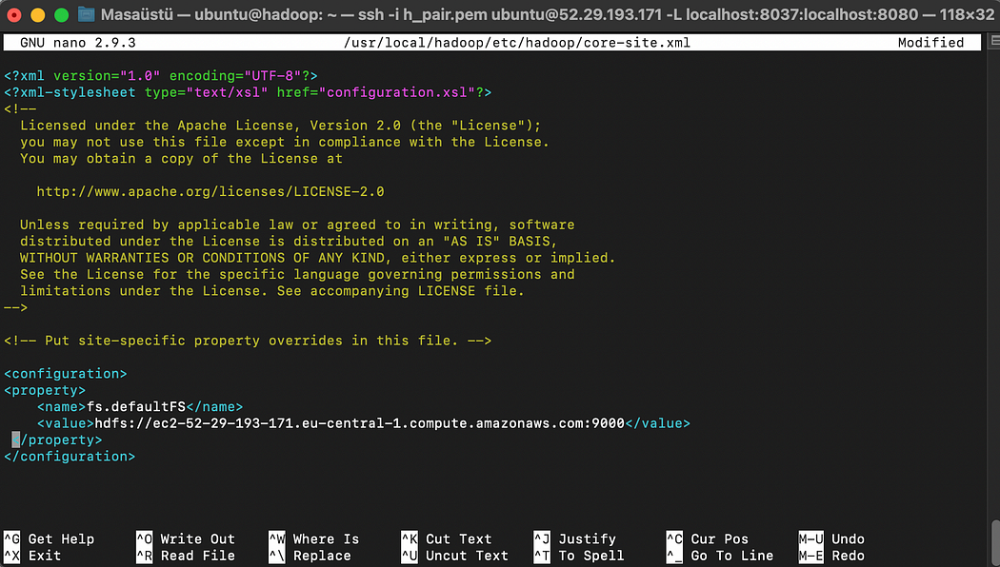 Masaüstü — ubuntu@hadoop: ~ — ssh -i h_pair.pem ubuntu@52.29.193.171 -L localhost:8037:localhost:8080 — 118×32
GNU nano 2.9.3 /usr/local/hadoop/etc/hadoop/core-site.xml Modified
<?xml version="1.0" encoding="UTF-8"?>
<?xml-stylesheet type="text/xsl" href="configuration.xsl"?>
<!--
Licensed under the Apache License, Version 2.0 (the "License");
you may not use this file except in compliance with the License.
You may obtain a copy of the License at
http://www.apache.org/licenses/LICENSE-2.0
Unless required by applicable law or agreed to in writing, software
distributed under the License is distributed on an "AS IS" BASIS,
WITHOUT WARRANTIES OR CONDITIONS OF ANY KIND, either express or implied.
See the License for the specific language governing permissions and
limitations under the License. See accompanying LICENSE file.
-->
<!-- Put site-specific property overrides in this file. -->
<configuration>
<property>
<name>fs.defaultFS</name>
<value>hdfs://ec2-52-29-193-171.eu-central-1.compute.amazonaws.com:9000</value>
</property>
</configuration>
^G Get Help ^O Write Out ^W Where Is ^K Cut Text ^J Justify ^C Cur Pos M-U Undo
^X Exit ^R Read File ^\ Replace ^U Uncut Text ^T To Spell ^_ Go To Line M-E Redo